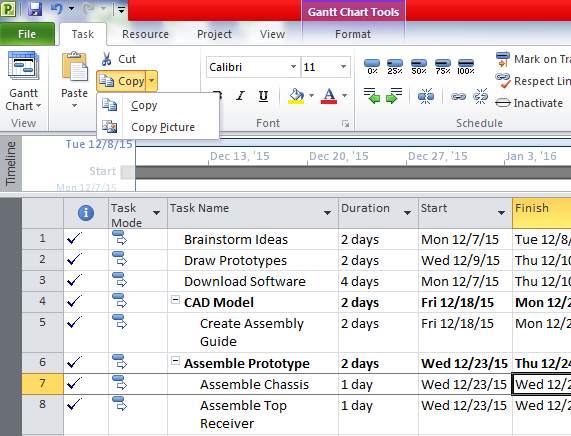 Gantt Chart Tools
File Task Resource Project View Format
Gantt Chart
View
Paste
Cut
Copy
Copy
Copy Picture
Calibri 11
B I U A
Font
0% 25% 50% 75% 100%
Mark on Tra
Respect Lin
Inactivate
Schedule
Timeline
Tue 12/8/15
Start
Mon 12/7/15
Dec 13, '15 Dec 20, '15 Dec 27, '15 Jan 3, '16
Task Mode Task Name Duration Start Finish
1 Brainstorm Ideas 2 days Mon 12/7/15 Tue 12/8/
2 Draw Prototypes 2 days Wed 12/9/15 Thu 12/10
3 Download Software 4 days Mon 12/7/15 Thu 12/10
4 CAD Model 2 days Fri 12/18/15 Mon 12/2
5 Create Assembly Guide 2 days Fri 12/18/15 Mon 12/2
6 Assemble Prototype 2 days Wed 12/23/15 Thu 12/24
7 Assemble Chassis 1 day Wed 12/23/15 Wed 12/2
8 Assemble Top Receiver 1 day Wed 12/23/15 Wed 12/2